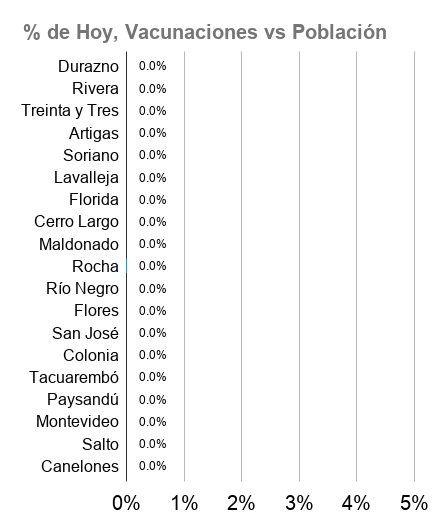 % de Hoy, Vacunaciones vs Población
Durazno 0.0%
Rivera 0.0%
Treinta y Tres 0.0%
Artigas 0.0%
Soriano 0.0%
Lavalleja 0.0%
Florida 0.0%
Cerro Largo 0.0%
Maldonado 0.0%
Rocha 0.0%
Río Negro 0.0%
Flores 0.0%
San José 0.0%
Colonia 0.0%
Tacuarembó 0.0%
Paysandú 0.0%
Montevideo 0.0%
Salto 0.0%
Canelones 0.0%
0% 1% 2% 3% 4% 5%